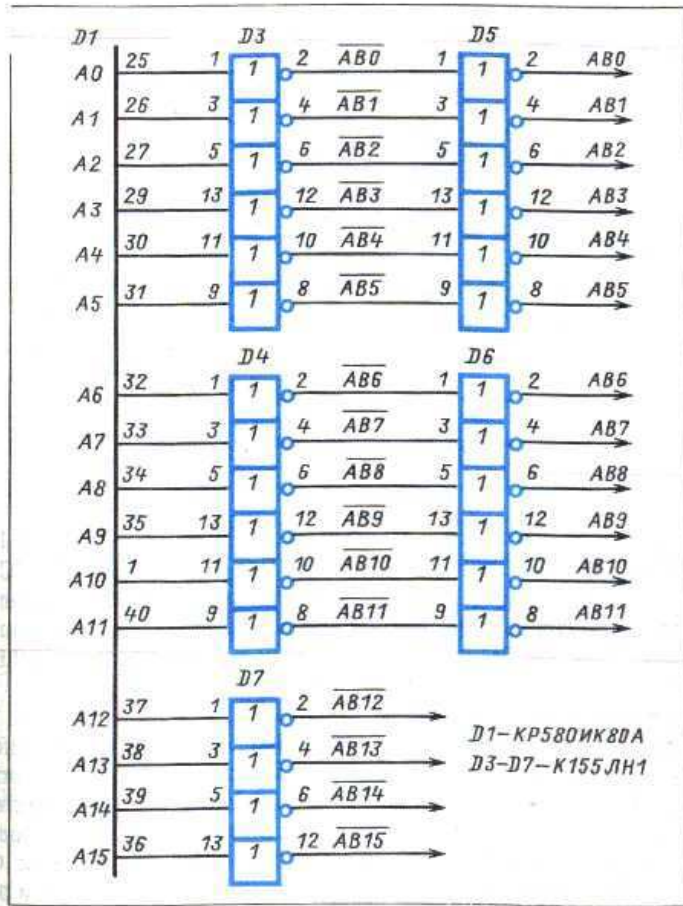 D1 D3 D5
A0 25 1 1 2 AB0 1 1 2 AB0
A1 26 3 1 4 AB1 3 1 4 AB1
A2 27 5 1 6 AB2 5 1 6 AB2
A3 29 13 1 12 AB3 13 1 12 AB3
A4 30 11 1 10 AB4 11 1 10 AB4
A5 31 9 1 8 AB5 9 1 8 AB5
D4 D6
A6 32 1 1 2 AB6 1 1 2 AB6
A7 33 3 1 4 AB7 3 1 4 AB7
A8 34 5 1 6 AB8 5 1 6 AB8
A9 35 13 1 12 AB9 13 1 12 AB9
A10 1 11 1 10 AB10 11 1 10 AB10
A11 40 9 1 8 AB11 9 1 8 AB11
D7
A12 37 1 1 2 AB12
A13 38 3 1 4 AB13
A14 39 5 1 6 AB14
A15 36 13 1 12 AB15
D1-КР580ИК80А
D3-D7-К155ЛН1